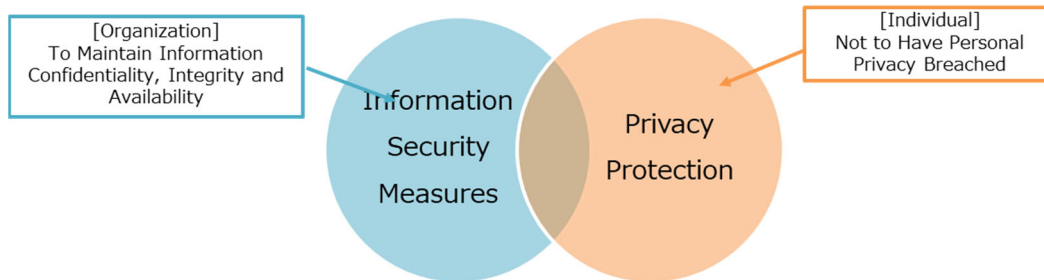 [Organization]
To Maintain Information
Confidentiality, Integrity and
Availability
Information
Security
Measures
Privacy
Protection
[Individual]
Not to Have Personal
Privacy Breached